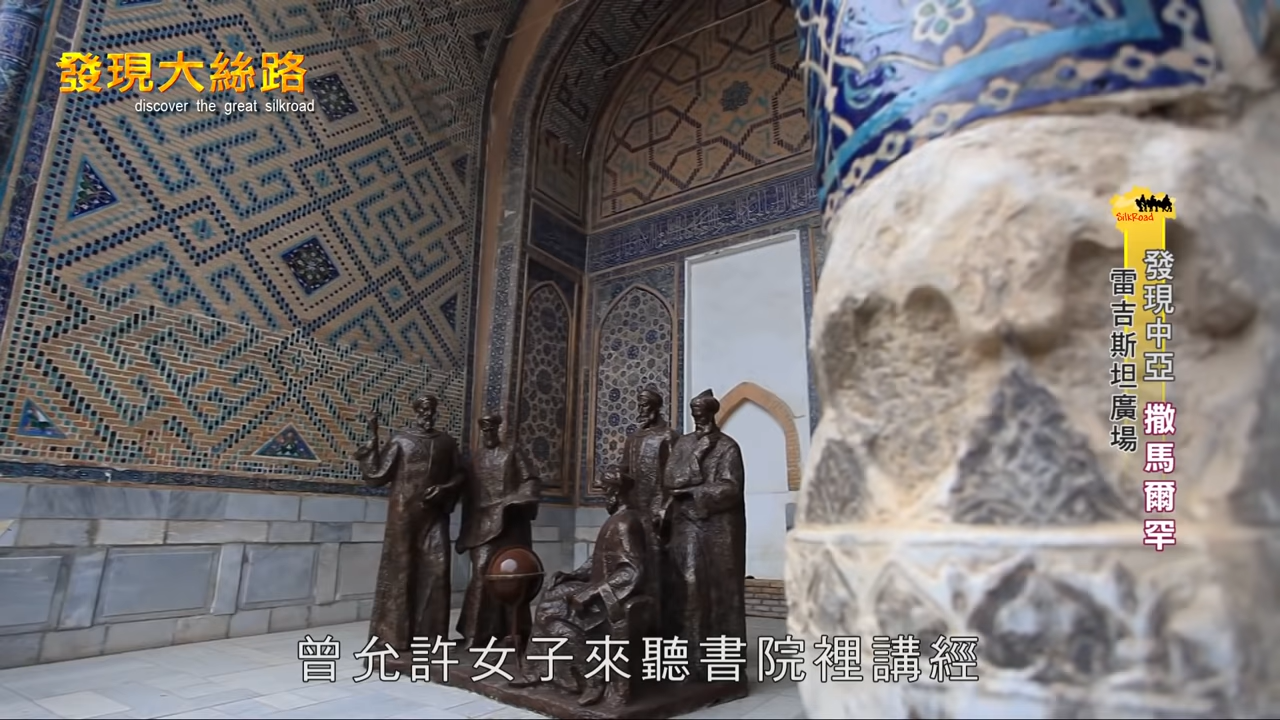 發現大絲路
discover the great silkroad
SilkRoad
發現中亞 撒馬爾罕
雷吉斯坦廣場
曾允許女子來聽書院裡講經